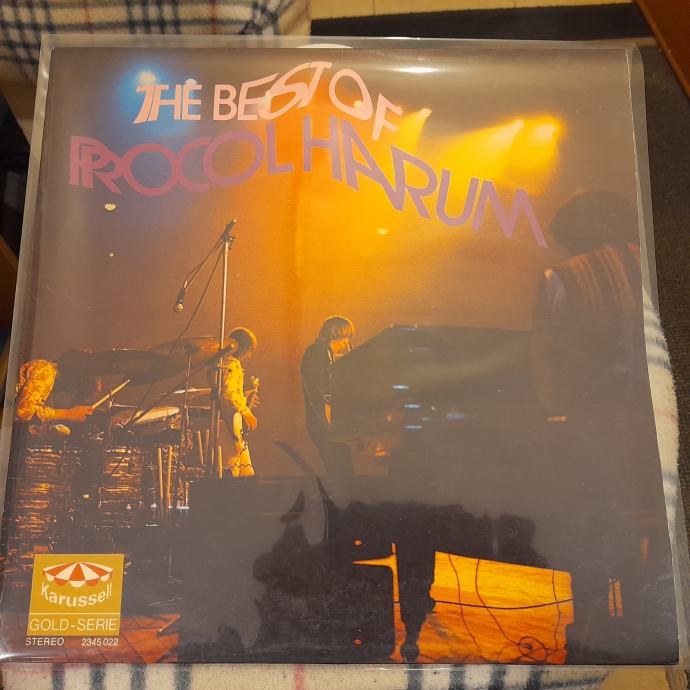 THE BEST OF
PROCOL HARUM
Karussell
GOLD-SERIE
STEREO 2345 022